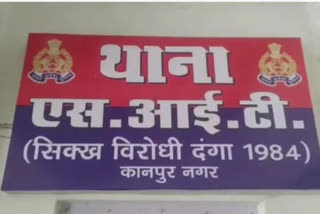 थाना
एस.आई.टी.
(सिक्ख विरोधी दंगा 1984)
कानपुर नगर